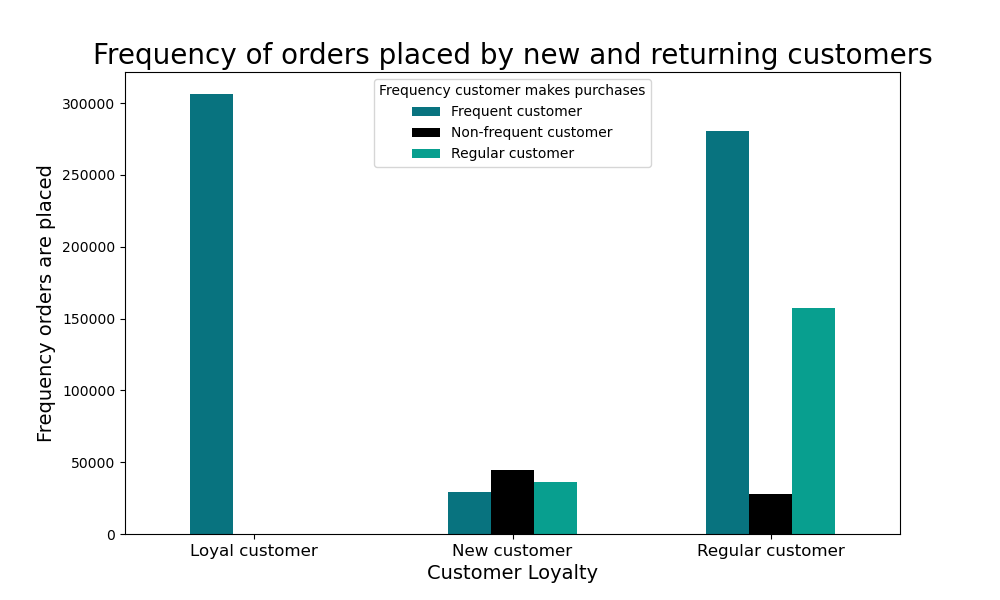 Frequency of orders placed by new and returning customers
Frequency customer makes purchases
Frequent customer
Non-frequent customer
Regular customer
Frequency orders are placed
300000
250000
200000
150000
100000
50000
0
Loyal customer
New customer
Regular customer
Customer Loyalty